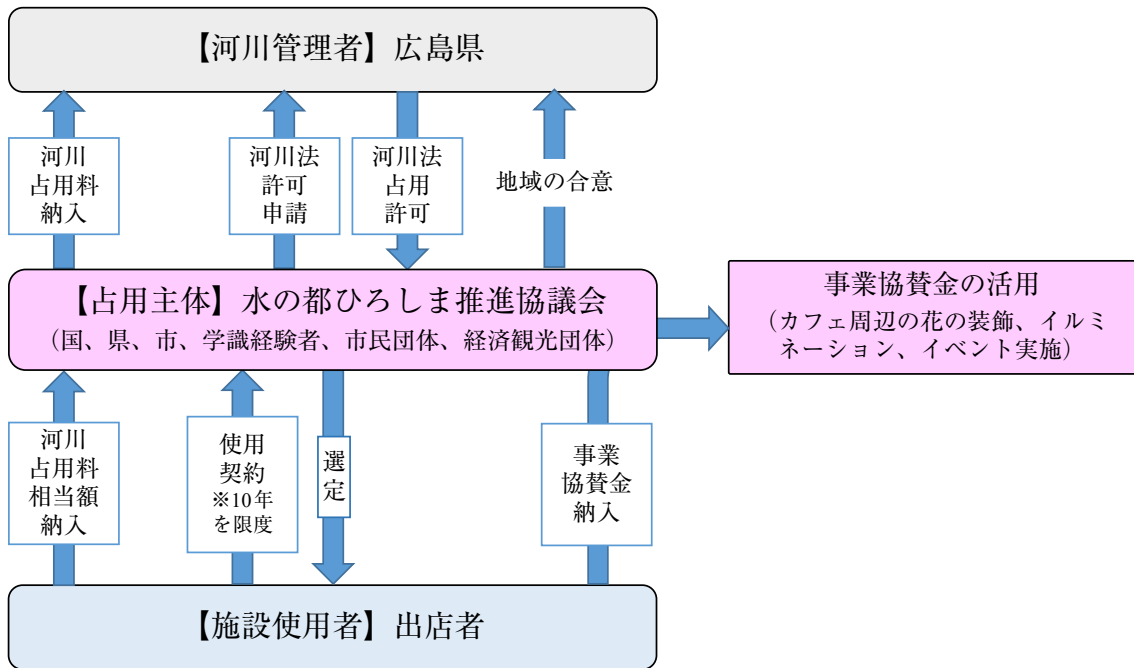 【河川管理者】広島県
河川
占用料
納入
河川法
許可
申請
河川法
占用
許可
地域の合意
【占用主体】水の都ひろしま推進協議会
（国、県、市、学識経験者、市民団体、経済観光団体）
事業協賛金の活用
（カフェ周辺の花の装飾、イルミ
ネーション、イベント実施）
河川
占用料
相当額
納入
使用
契約
※10年
を限度
選
定
事業
協賛金
納入
【施設使用者】出店者